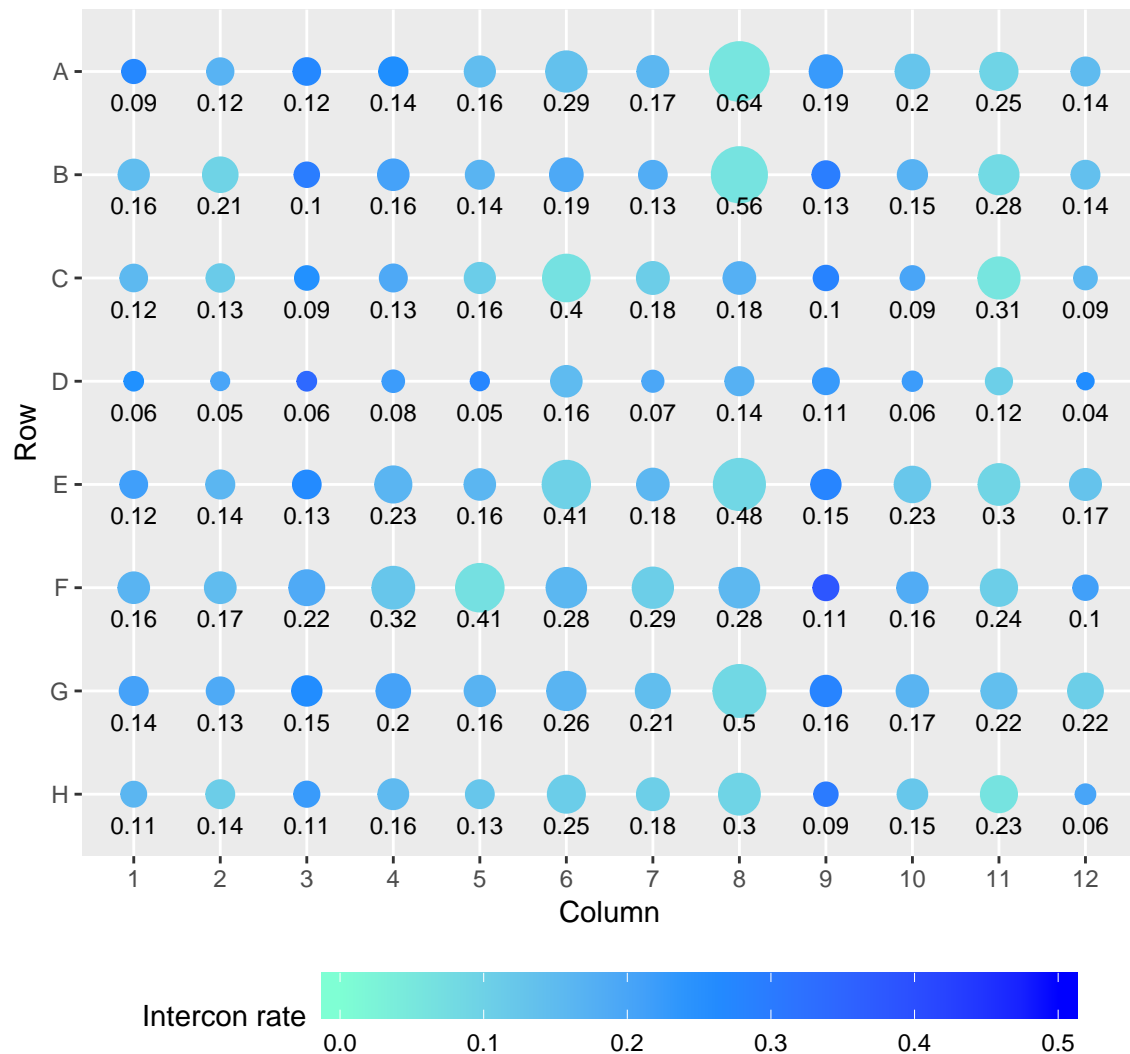 A
0.09 0.12 0.12 0.14 0.16 0.29 0.17 0.64 0.19 0.2 0.25 0.14
B
0.16 0.21 0.1 0.16 0.14 0.19 0.13 0.56 0.13 0.15 0.28 0.14
C
0.12 0.13 0.09 0.13 0.16 0.4 0.18 0.18 0.1 0.09 0.31 0.09
D
0.06 0.05 0.06 0.08 0.05 0.16 0.07 0.14 0.11 0.06 0.12 0.04
Row
E
0.12 0.14 0.13 0.23 0.16 0.41 0.18 0.48 0.15 0.23 0.3 0.17
F
0.16 0.17 0.22 0.32 0.41 0.28 0.29 0.28 0.11 0.16 0.24 0.1
G
0.14 0.13 0.15 0.2 0.16 0.26 0.21 0.5 0.16 0.17 0.22 0.22
H
0.11 0.14 0.11 0.16 0.13 0.25 0.18 0.3 0.09 0.15 0.23 0.06
1 2 3 4 5 6 7 8 9 10 11 12
Column
Intercon rate
0.0 0.1 0.2 0.3 0.4 0.5